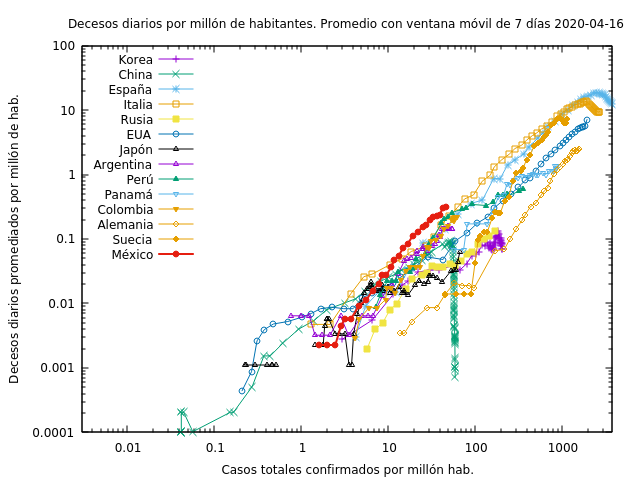 Decesos diarios por millón de habitantes. Promedio con ventana móvil de 7 días 2020-04-16
100
10
1
0.1
0.01
0.001
0.0001
Decesos diarios promediados por millón de hab.
Korea
China
España
Italia
Rusia
EUA
Japón
Argentina
Perú
Panamá
Colombia
Alemania
Suecia
México
0.01
0.1
1
10
100
1000
Casos totales confirmados por millón hab.